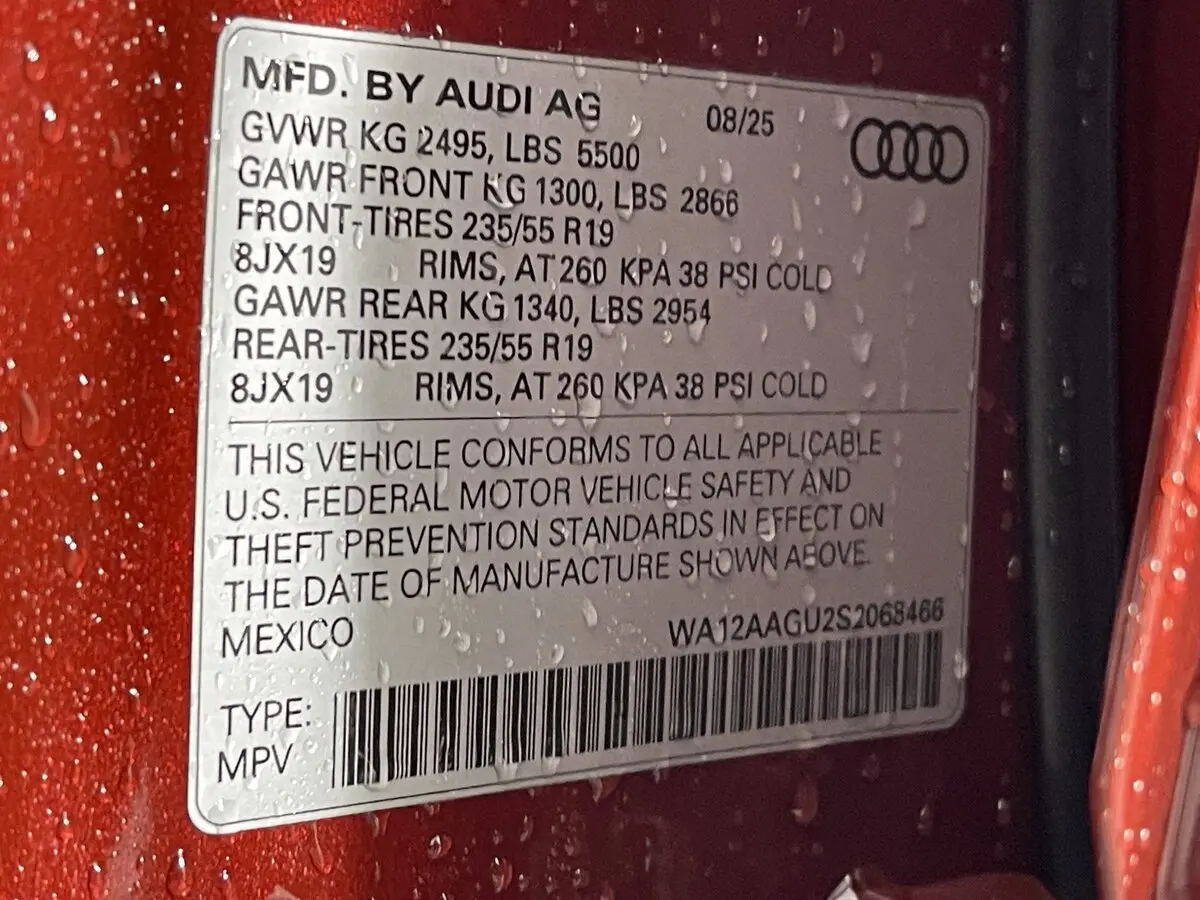 MFD. BY AUDI AG 08/25
GVWR KG 2495, LBS 5500
GAWR FRONT KG 1300, LBS 2866
FRONT-TIRES 235/55 R19
8JX19 RIMS, AT 260 KPA 38 PSI COLD
GAWR REAR KG 1340, LBS 2954
REAR-TIRES 235/55 R19
8JX19 RIMS, AT 260 KPA 38 PSI COLD
THIS VEHICLE CONFORMS TO ALL APPLICABLE
U.S. FEDERAL MOTOR VEHICLE SAFETY AND
THEFT PREVENTION STANDARDS IN EFFECT ON
THE DATE OF MANUFACTURE SHOWN ABOVE.
MEXICO WA12AAGU2S2068466
TYPE:
MPV